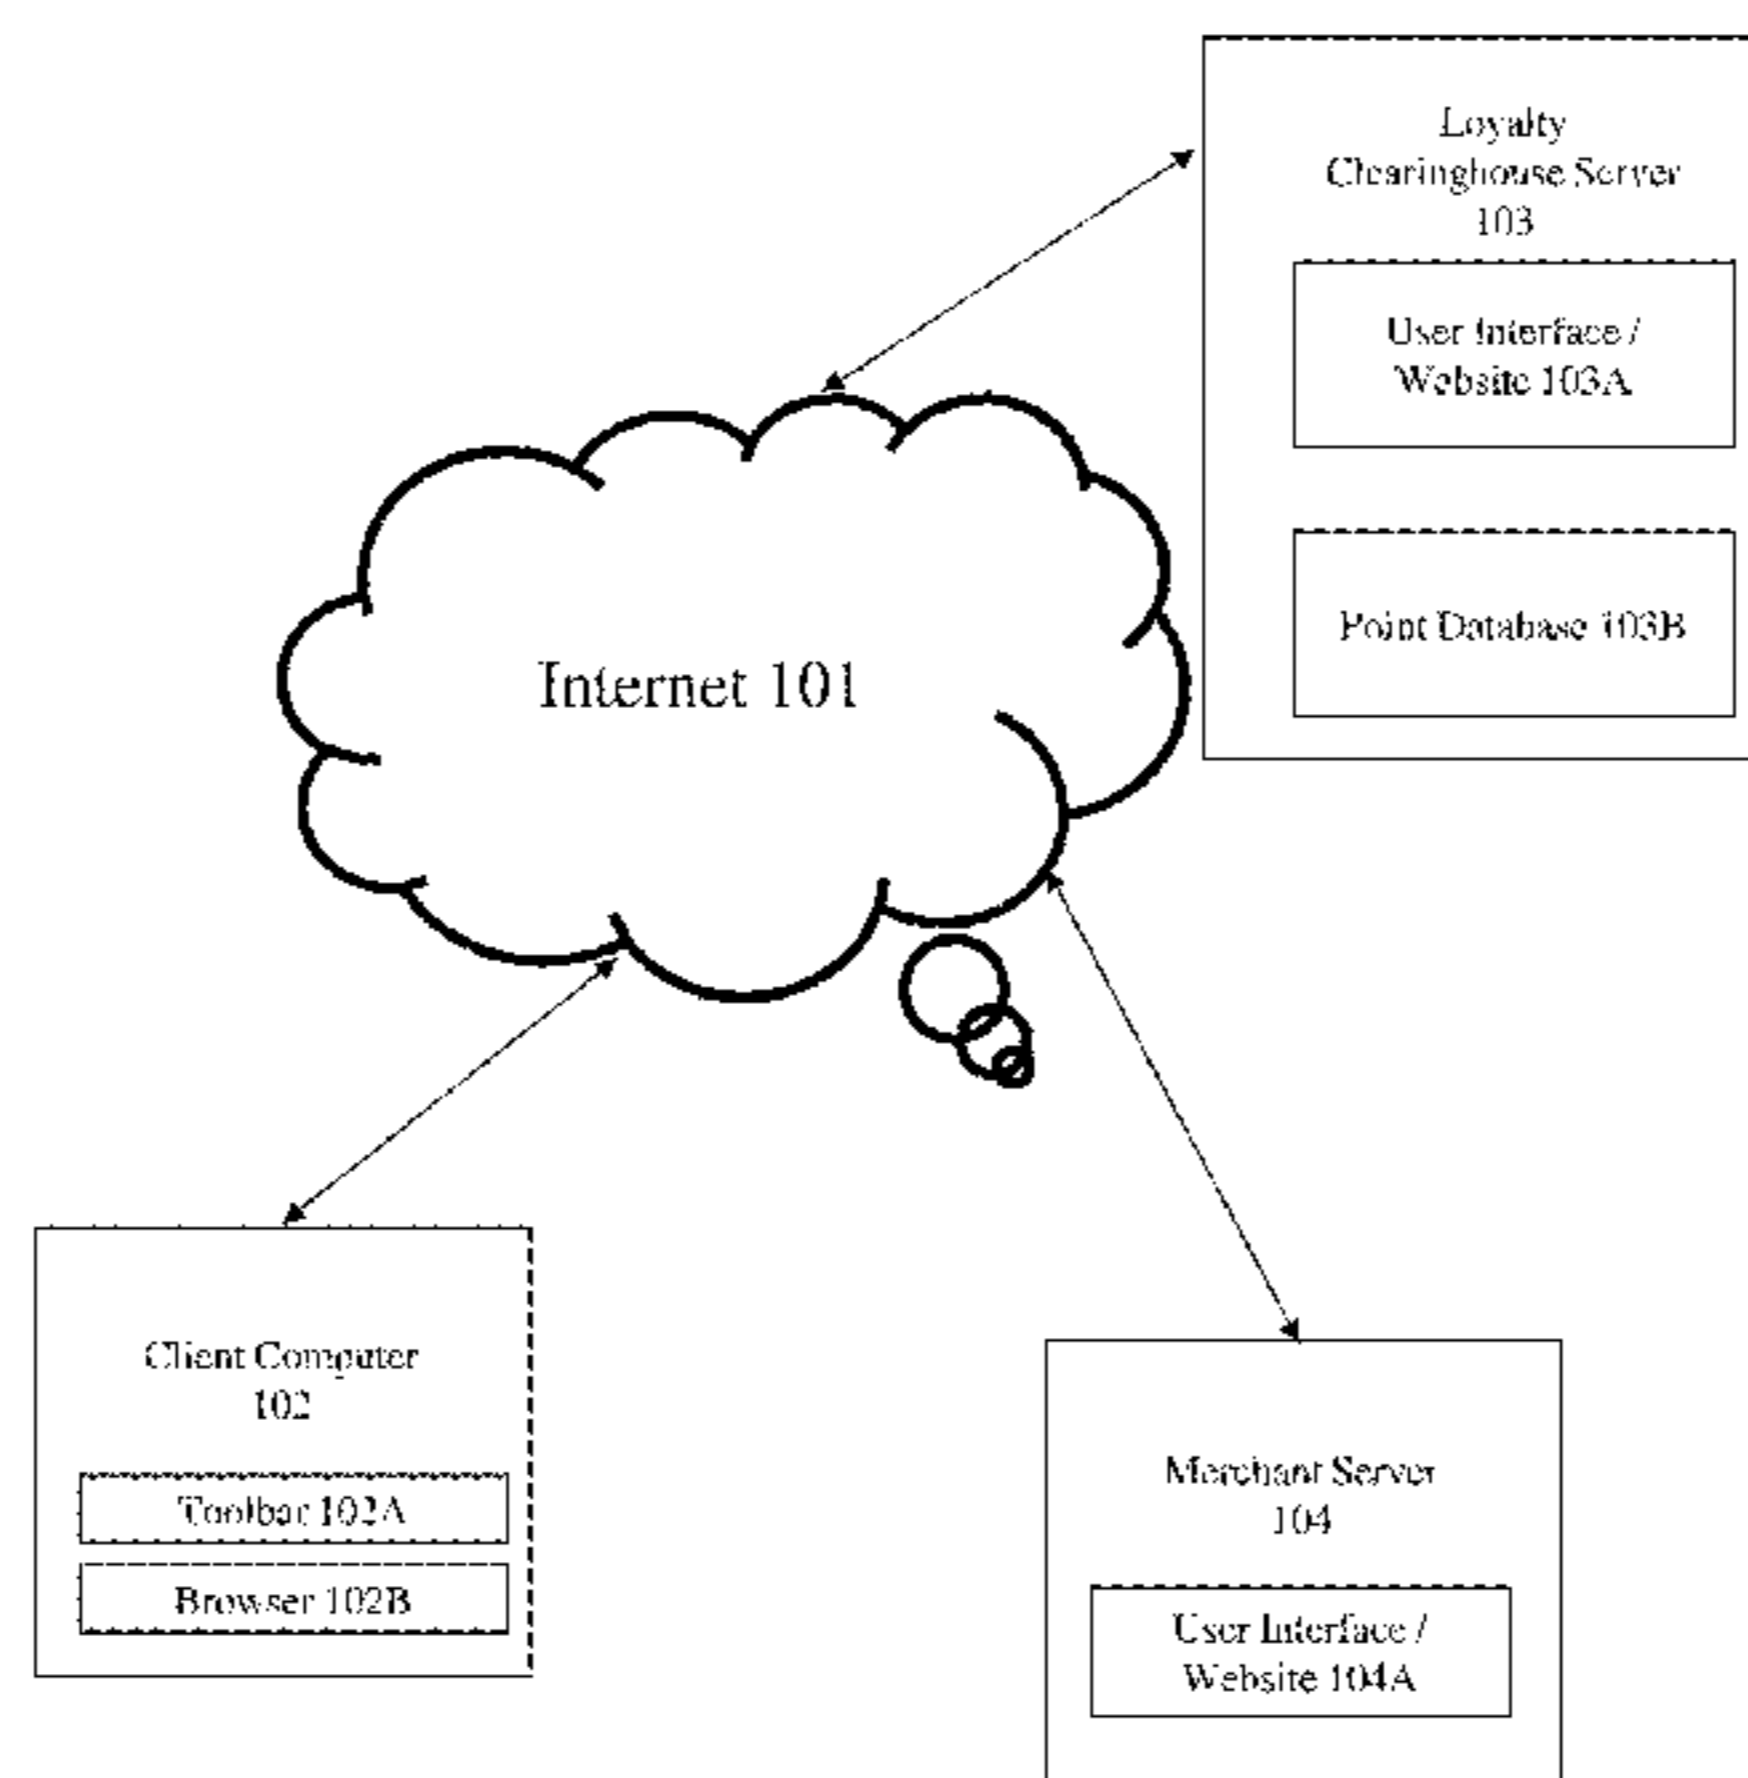 Loyalty
Clearinghouse Server
103
User Interface /
Website 103A
Point Database 103B
Internet 101
Client Computer
102
Toolbar 102A
Browser 102B
Merchant Server
104
User Interface /
Website 104A